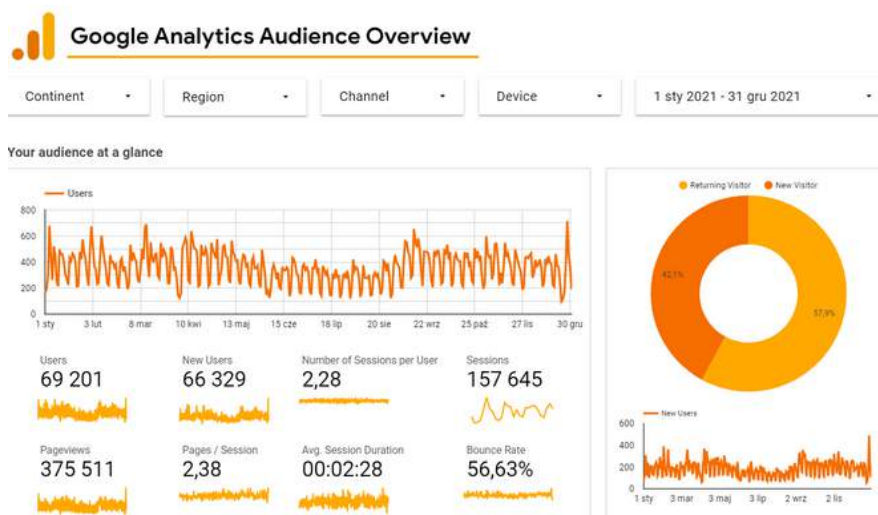 Google Analytics Audience Overview
Continent
Region
Channel
Device
1 sty 2021 - 31 gru 2021
Your audience at a glance
Users
800
600
400
200
0
1 sty 3 lut 8 mar 10 kwi 13 maj 15 cze 18 lip 20 sie 22 wrz 25 paź 27 lis 30 gru
Users New Users Number of Sessions per User Sessions
69 201 66 329 2,28 157 645
Pageviews Pages / Session Avg. Session Duration Bounce Rate
375 511 2,38 00:02:28 56,63%
Returning Visitor New Visitor
42,1%
57,9%
New Users
600
400
200
0
1 sty 3 mar 3 maj 3 lip 2 wrz 2 lis